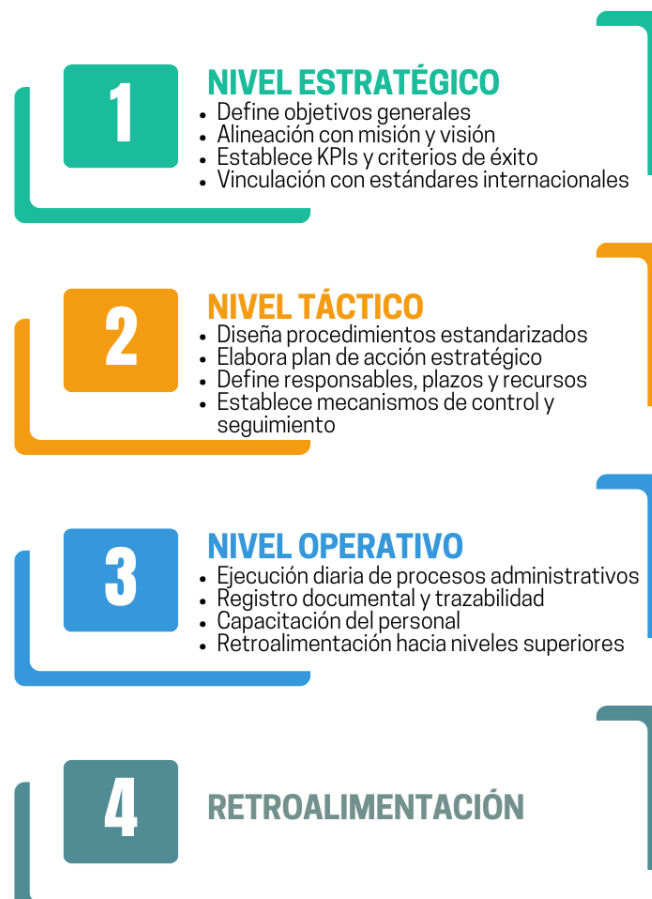 1
NIVEL ESTRATÉGICO
• Define objetivos generales
• Alineación con misión y visión
• Establece KPIs y criterios de éxito
• Vinculación con estándares internacionales
2
NIVEL TÁCTICO
• Diseña procedimientos estandarizados
• Elabora plan de acción estratégico
• Define responsables, plazos y recursos
• Establece mecanismos de control y
seguimiento
3
NIVEL OPERATIVO
• Ejecución diaria de procesos administrativos
• Registro documental y trazabilidad
• Capacitación del personal
• Retroalimentación hacia niveles superiores
4
RETROALIMENTACIÓN